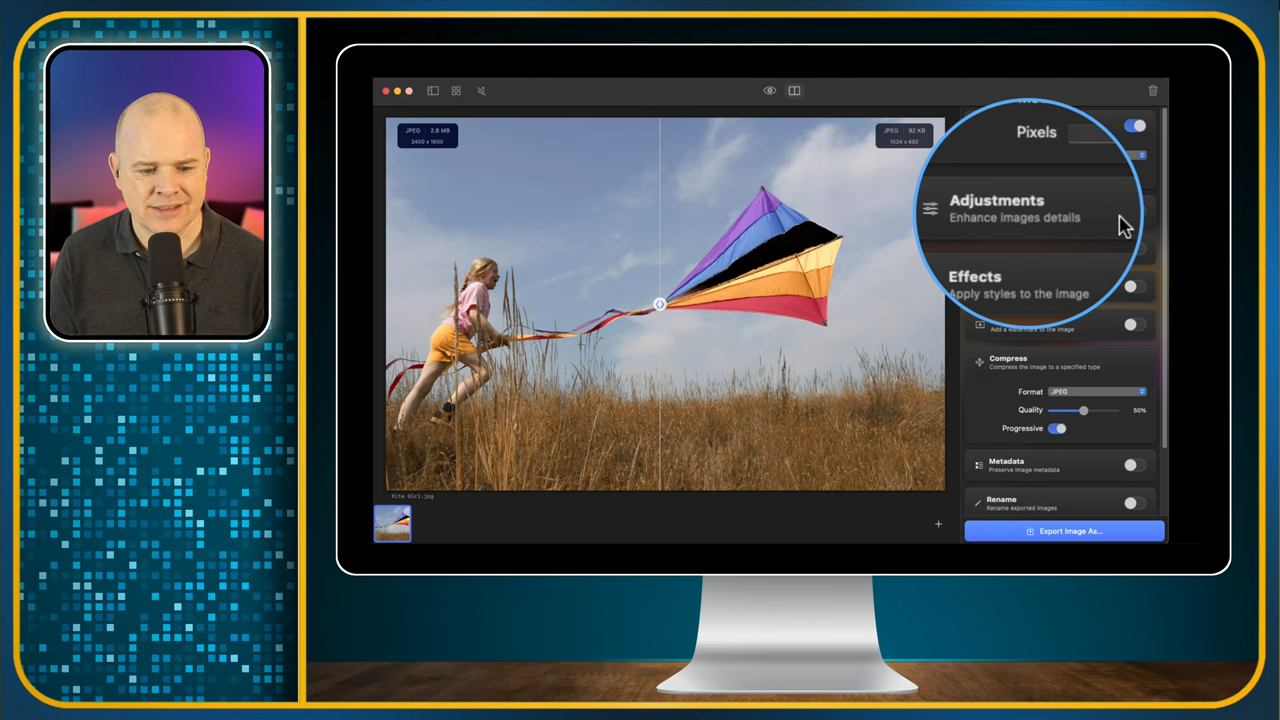 JPEG 2.8 MB
2400 x 1600
JPEG 92 KB
1024 x 682
Pixels
Adjustments
Enhance images details
Effects
Apply styles to the image
Add a watermark to the image
Compress
Compress the image to a specified type
Format JPEG
Quality 50%
Progressive
Metadata
Preserve image metadata
Rename
Rename exported images
Kite Girl.jpg
Export Image As...